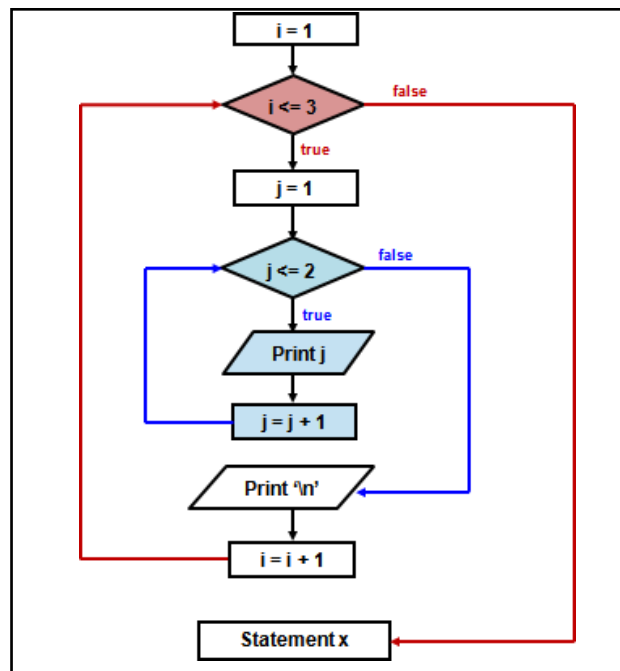 i = 1
i <= 3
false
true
j = 1
j <= 2
false
true
Print j
j = j + 1
Print ‘\n’
i = i + 1
Statement x